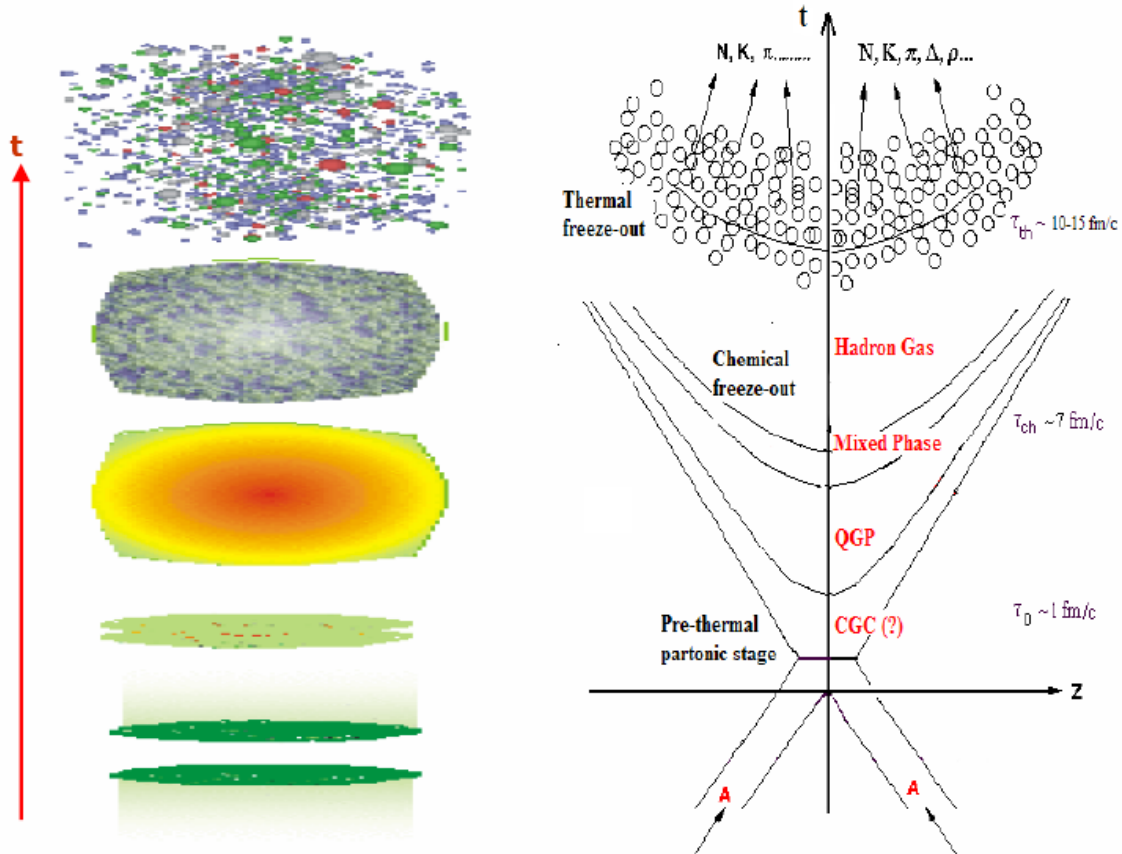 t
t
N, K, π.........
N, K, π, Δ, ρ...
Thermal
freeze-out
τth ~ 10-15 fm/c
Hadron Gas
Chemical
freeze-out
τch ~7 fm/c
Mixed Phase
QGP
τ0 ~1 fm/c
CGC (?)
Pre-thermal
partonic stage
z
A
A